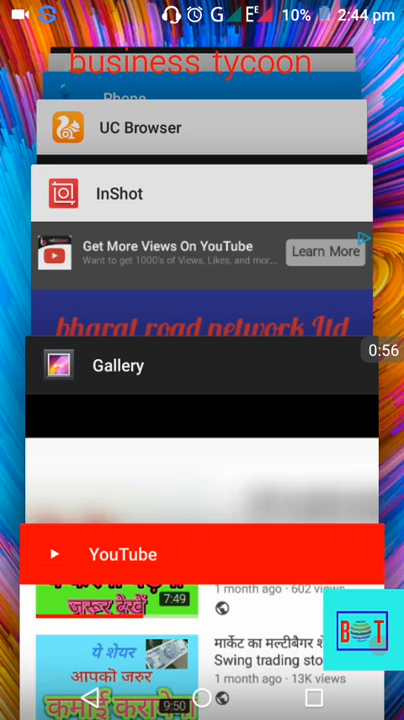 G E E 10% 2:44 pm
business tycoon
Phone
UC Browser
InShot
Get More Views On YouTube
Want to get 1000's of Views, Likes, and mor...
Learn More
bharat road network ltd
0:56
Gallery
YouTube
जरूर देखें
7:49
1 month ago · 602 views
ये शेयर
आपकों जरुर
कमाई कराएगा
9:50
मार्केट का मल्टीबैगर
Swing trading sto
1 month ago · 13K views
BOT